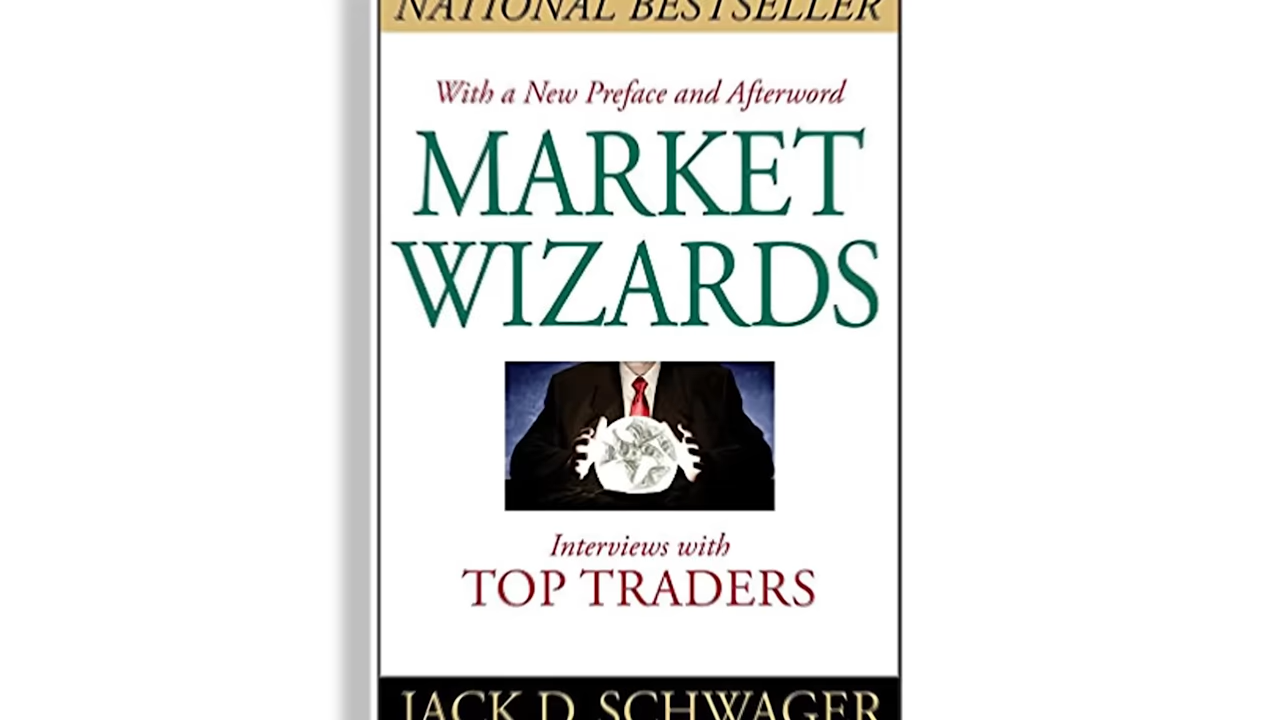 NATIONAL BESTSELLER
With a New Preface and Afterword
MARKET
WIZARDS
Interviews with
TOP TRADERS
JACK D. SCHWAGER